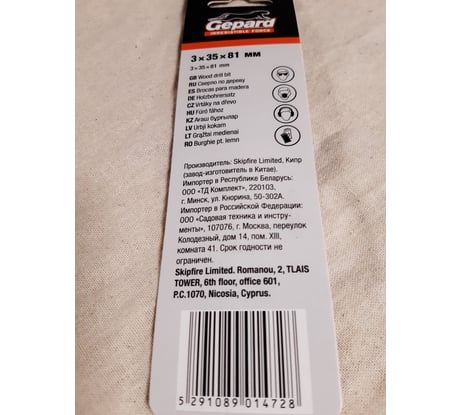 Gepard
IRRESISTIBLE FORCE
3×35×81 мм
3×35×81 mm
GB Wood drill bit
RU Сверло по дереву
ES Brocas para madera
DE Holzbohrersatz
CZ Vrtáky na dřevo
HU Fúró fához
KZ Ағаш бұрғылар
LV Urbji kokam
LT Grąžtai medienai
RO Burghie pt. lemn
Производитель: Skipfire Limited, Кипр
(завод-изготовитель в Китае).
Импортер в Республике Беларусь:
ООО «ТД Комплект», 220103,
г. Минск, ул. Кнорина, 50-302А.
Импортер в Российской Федерации:
ООО «Садовая техника и инстру-
менты», 107076, г. Москва, переулок
Колодезный, дом 14, пом. XIII,
комната 41. Срок годности не
ограничен.
Skipfire Limited. Romanou, 2, TLAIS
TOWER, 6th floor, office 601,
P.C.1070, Nicosia, Cyprus.
5 291089 014728